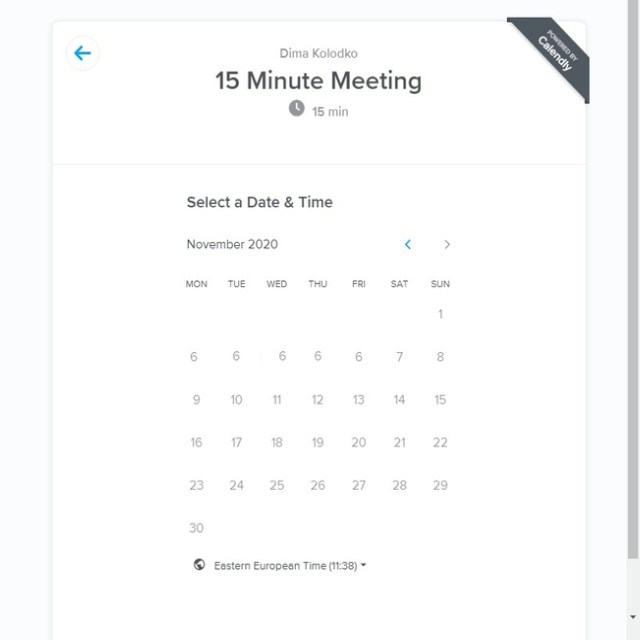 POWERED BY
Calendly
Dima Kolodko
15 Minute Meeting
15 min
Select a Date & Time
November 2020
MON TUE WED THU FRI SAT SUN
1
6 6 6 6 6 7 8
9 10 11 12 13 14 15
16 17 18 19 20 21 22
23 24 25 26 27 28 29
30
Eastern European Time (11:38)